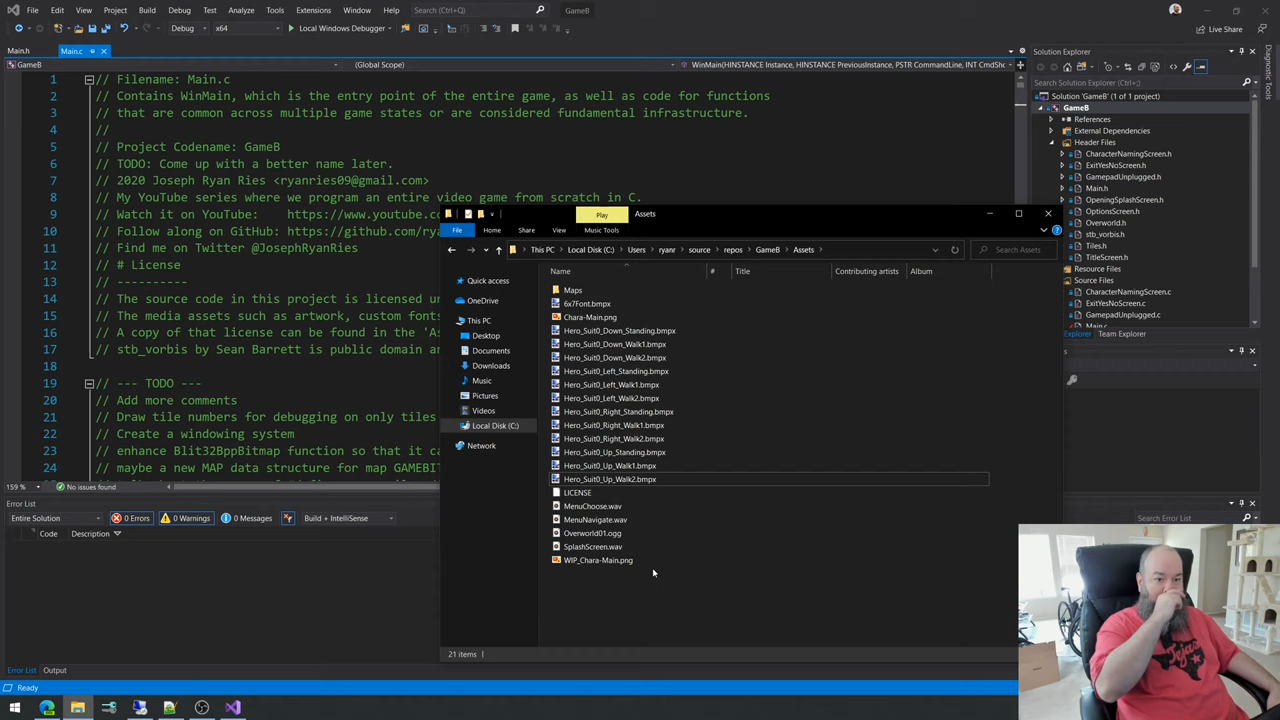 File Edit View Project Build Debug Test Analyze Tools Extensions Window Help Search (Ctrl+Q) GameB
Debug x64 Local Windows Debugger Live Share
Main.h Main.c
GameB (Global Scope) WinMain(HINSTANCE Instance, HINSTANCE PreviousInstance, PSTR CommandLine, INT CmdSho
1 // Filename: Main.c
2 // Contains WinMain, which is the entry point of the entire game, as well as code for functions
3 // that are common across multiple game states or are considered fundamental infrastructure.
4 //
5 // Project Codename: GameB
6 // TODO: Come up with a better name later.
7 // 2020 Joseph Ryan Ries <ryanries09@gmail.com>
8 // My YouTube series where we program an entire video game from scratch in C.
9 // Watch it on YouTube: https://www.youtube.c
10 // Follow along on GitHub: https://github.com/ry
11 // Find me on Twitter @JosephRyanRies
12 // # License
13 // ----------
14 // The source code in this project is licensed un
15 // The media assets such as artwork, custom fonts
16 // A copy of that license can be found in the 'As
17 // stb_vorbis by Sean Barrett is public domain an
18
19 // --- TODO ---
20 // Add more comments
21 // Draw tile numbers for debugging on only tiles
22 // Create a windowing system
23 // enhance Blit32BppBitmap function so that it ca
24 // maybe a new MAP data structure for map GAMEBIT
159 % No issues found
Error List
Entire Solution 0 Errors 0 Warnings 0 Messages Build + IntelliSense
Code Description
Error List Output
Ready
Play Assets
File Home Share View Music Tools
This PC Local Disk (C:) Users ryanr source repos GameB Assets Search Assets
Name # Title Contributing artists Album
Quick access
OneDrive
This PC
Desktop
Documents
Downloads
Music
Pictures
Videos
Local Disk (C:)
Network
Maps
6x7Font.bmpx
Chara-Main.png
Hero_Suit0_Down_Standing.bmpx
Hero_Suit0_Down_Walk1.bmpx
Hero_Suit0_Down_Walk2.bmpx
Hero_Suit0_Left_Standing.bmpx
Hero_Suit0_Left_Walk1.bmpx
Hero_Suit0_Left_Walk2.bmpx
Hero_Suit0_Right_Standing.bmpx
Hero_Suit0_Right_Walk1.bmpx
Hero_Suit0_Right_Walk2.bmpx
Hero_Suit0_Up_Standing.bmpx
Hero_Suit0_Up_Walk1.bmpx
Hero_Suit0_Up_Walk2.bmpx
LICENSE
MenuChoose.wav
MenuNavigate.wav
Overworld01.ogg
SplashScreen.wav
WIP_Chara-Main.png
21 items
Solution Explorer
Search Solution Explorer (Ctrl+;)
Solution 'GameB' (1 of 1 project)
GameB
References
External Dependencies
Header Files
CharacterNamingScreen.h
ExitYesNoScreen.h
GamepadUnplugged.h
Main.h
OpeningSplashScreen.h
OptionsScreen.h
Overworld.h
stb_vorbis.h
Tiles.h
TitleScreen.h
Resource Files
Source Files
CharacterNamingScreen.c
ExitYesNoScreen.c
GamepadUnplugged.c
Main.c
Explorer Team Explorer
Search Error List
Diagnostic Tools